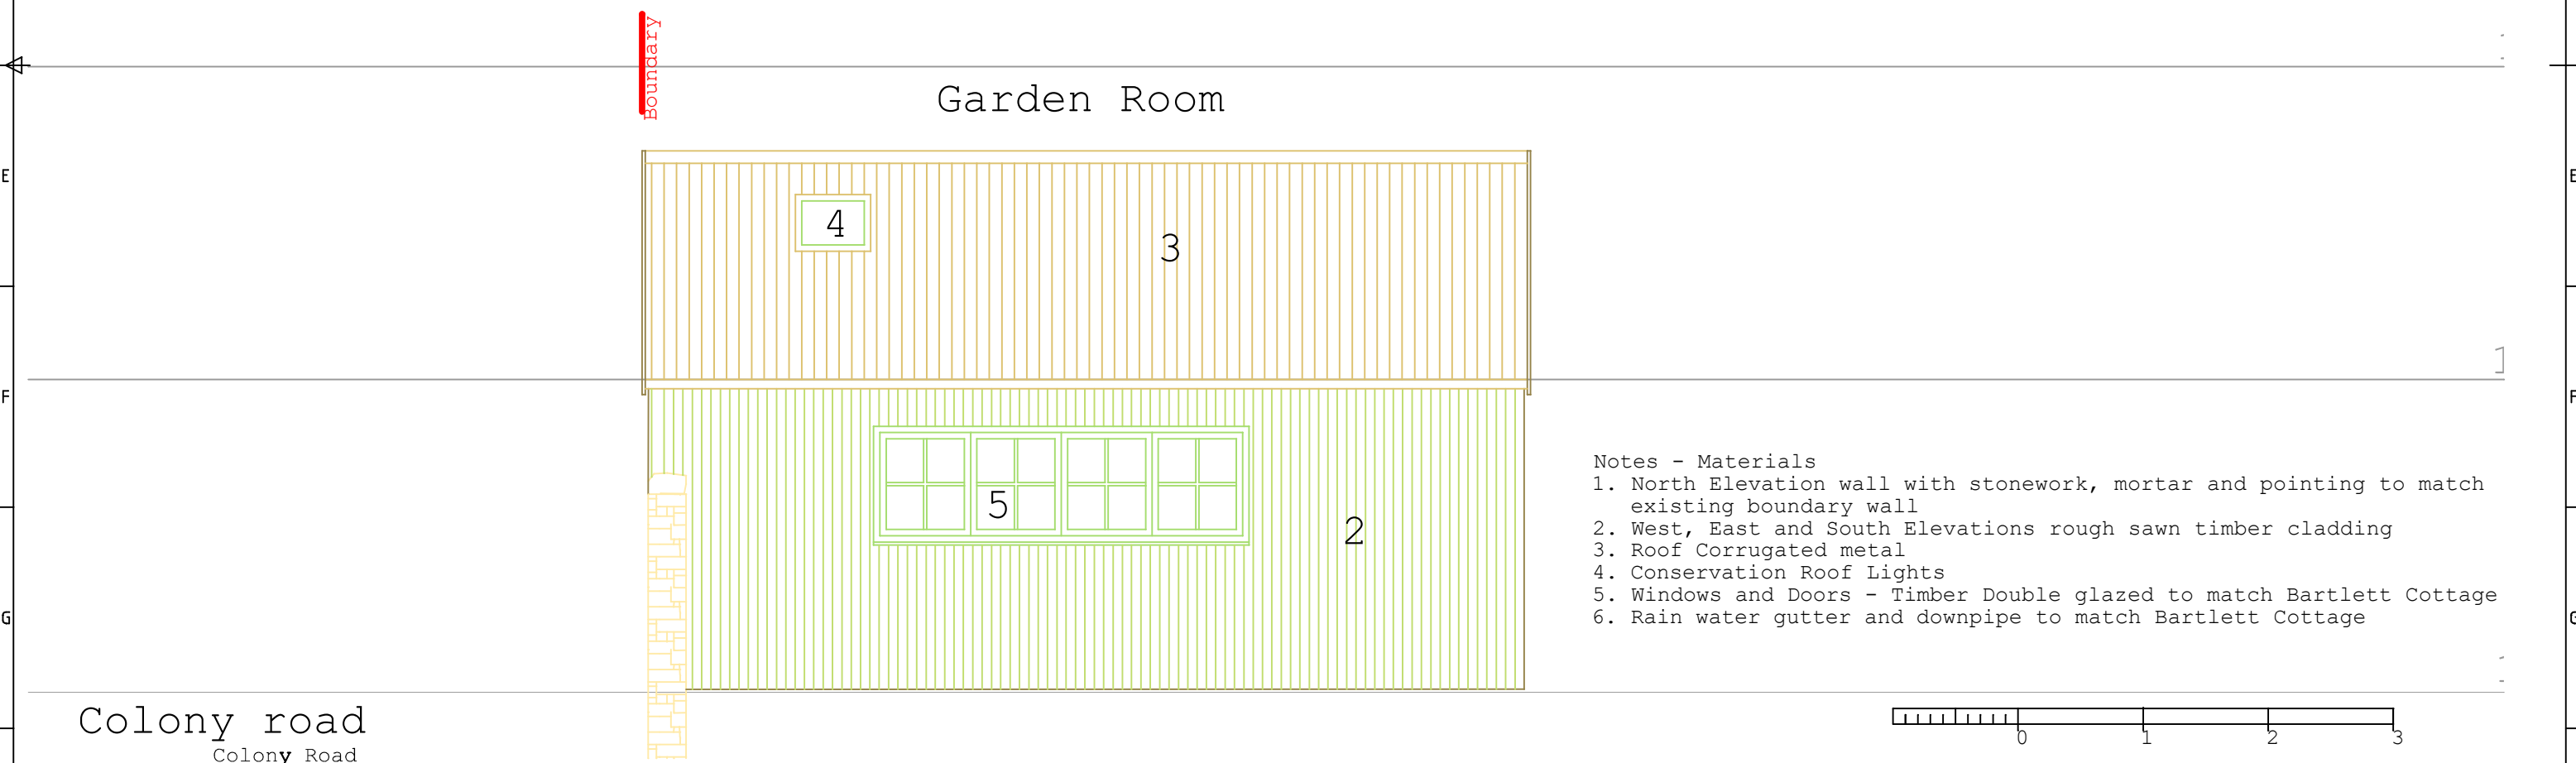 Boundary
Garden Room
E
E
4
3
1
F
F
5
2
Notes - Materials
1. North Elevation wall with stonework, mortar and pointing to match
existing boundary wall
2. West, East and South Elevations rough sawn timber cladding
3. Roof Corrugated metal
4. Conservation Roof Lights
5. Windows and Doors - Timber Double glazed to match Bartlett Cottage
6. Rain water gutter and downpipe to match Bartlett Cottage
G
G
Colony road
Colony Road
0 1 2 3